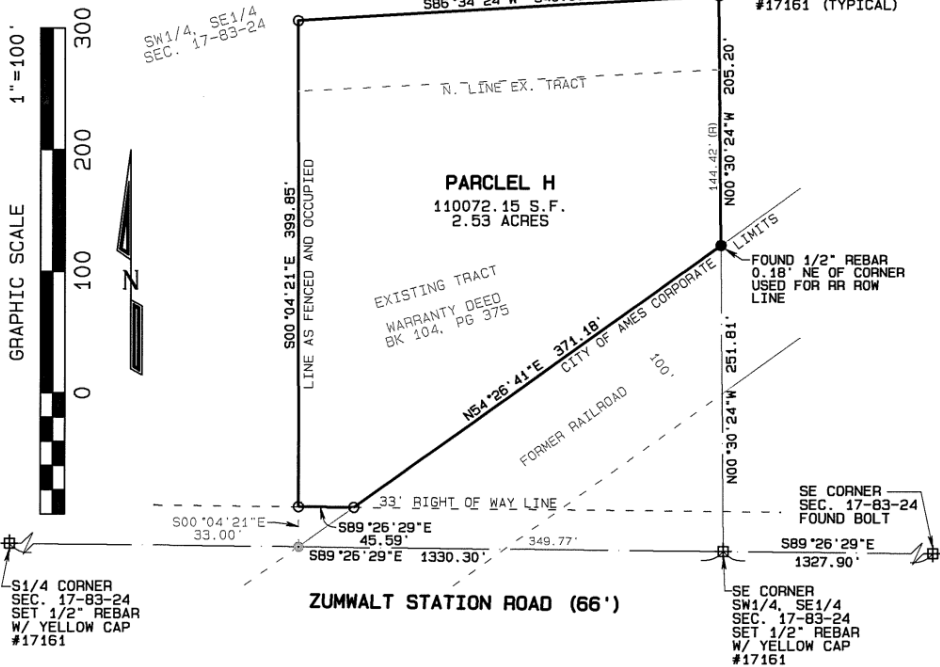 S86°34'24"W
#17161 (TYPICAL)
SW1/4, SE1/4
SEC. 17-83-24
1"=100'
GRAPHIC SCALE
300
200
100
0
N
N. LINE EX. TRACT
205.20'
144.42' (R)
N00°30'24"W
PARCLEL H
110072.15 S.F.
2.53 ACRES
S00°04'21"E 399.85'
LINE AS FENCED AND OCCUPIED
EXISTING TRACT
WARRANTY DEED
BK 104, PG 375
LIMITS
CITY OF AMES CORPORATE
FOUND 1/2" REBAR
0.18' NE OF CORNER
USED FOR RR ROW
LINE
N54°26'41"E 371.18'
100'
FORMER RAILROAD
N00°30'24"W 251.81'
33' RIGHT OF WAY LINE
S00°04'21"E
33.00'
S89°26'29"E
45.59'
S89°26'29"E 1330.30'
349.77'
SE CORNER
SEC. 17-83-24
FOUND BOLT
S89°26'29"E
1327.90'
S1/4 CORNER
SEC. 17-83-24
SET 1/2" REBAR
W/ YELLOW CAP
#17161
ZUMWALT STATION ROAD (66')
SE CORNER
SW1/4, SE1/4
SEC. 17-83-24
SET 1/2" REBAR
W/ YELLOW CAP
#17161